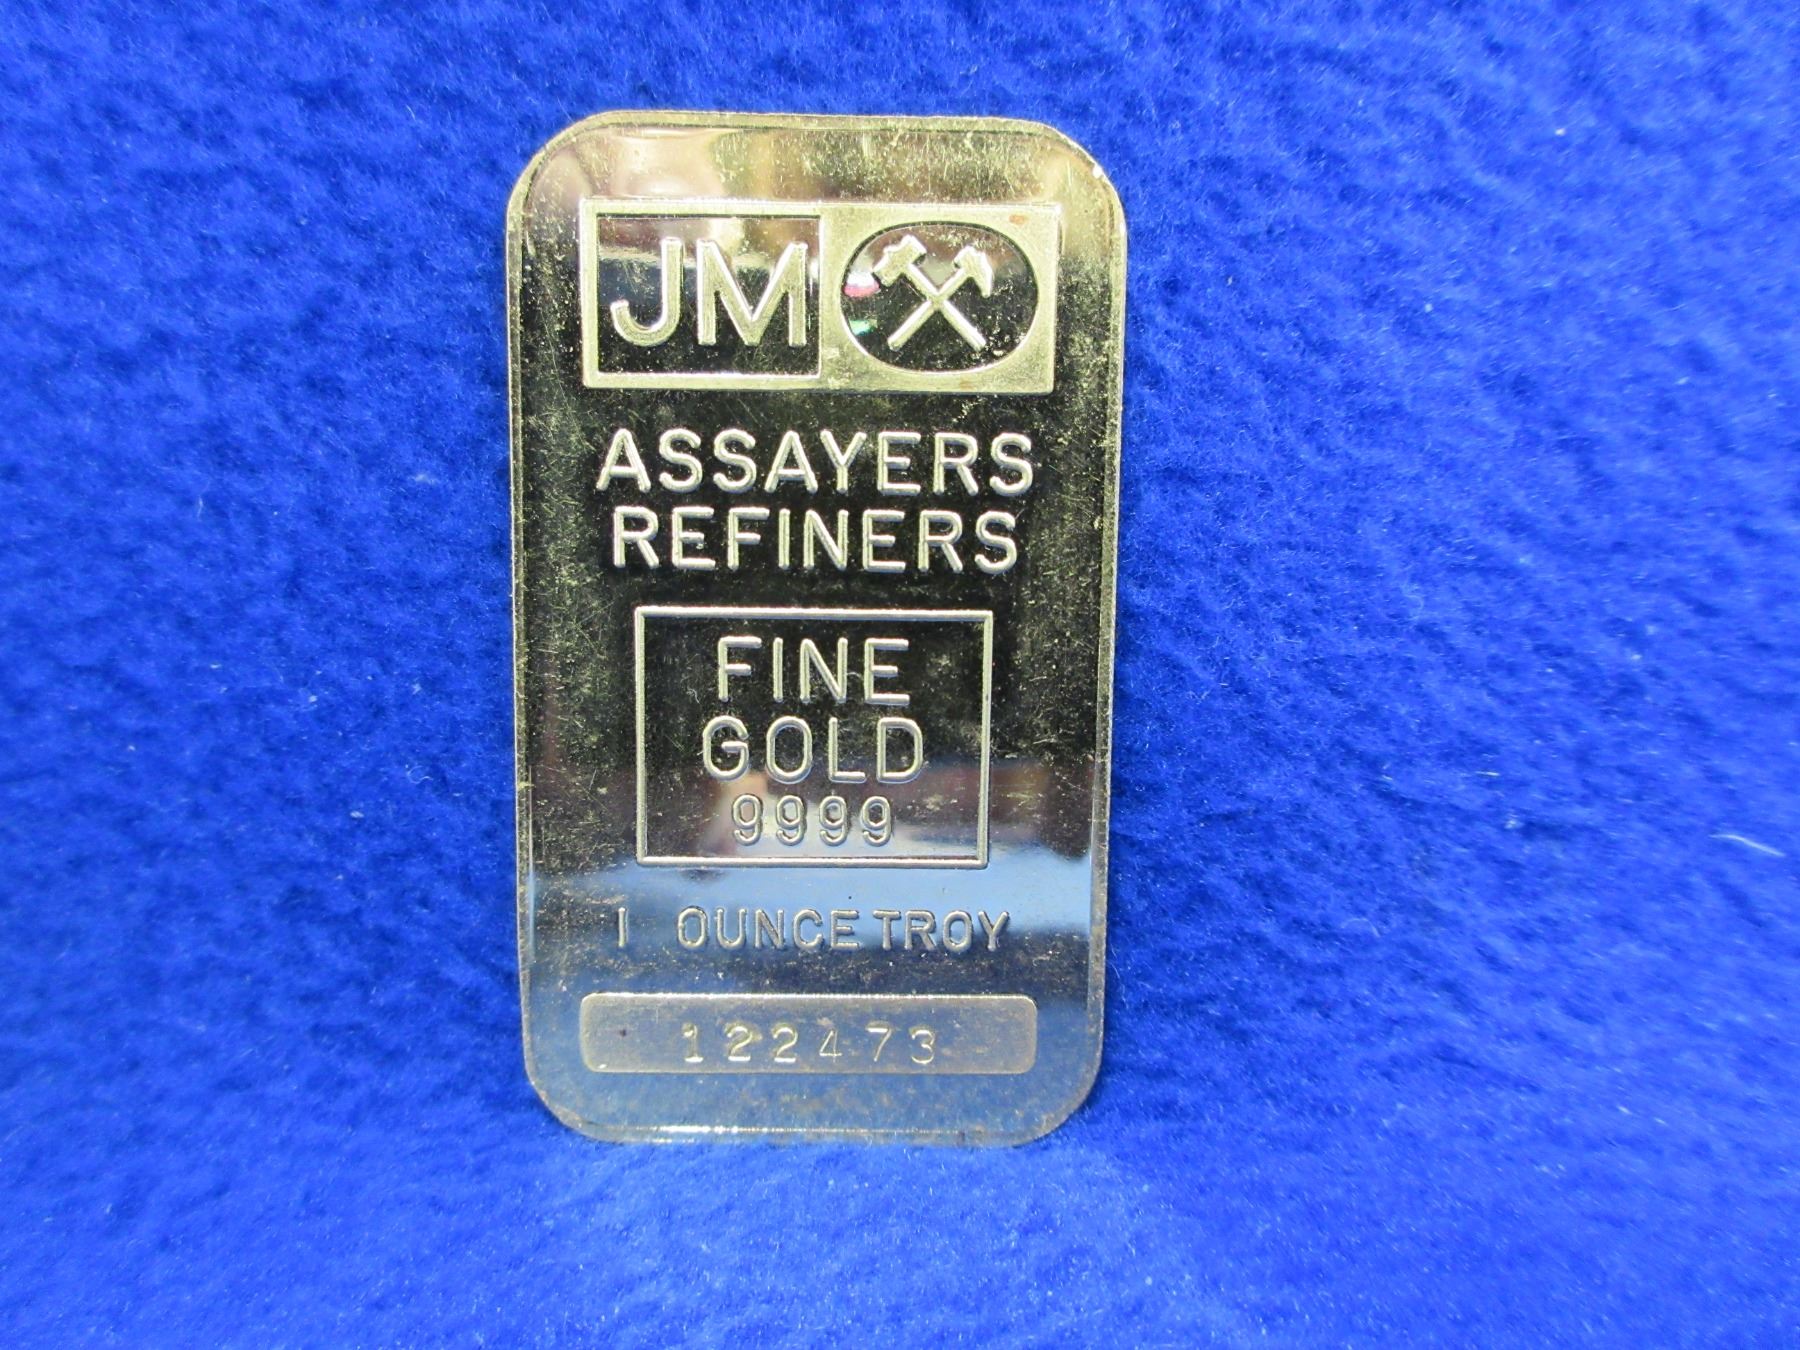 JM
ASSAYERS
REFINERS
FINE
GOLD
9999
1 OUNCE TROY
122473